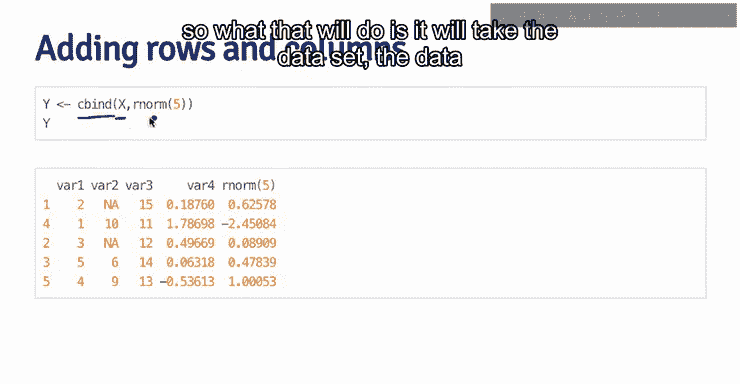 so what that will do is it will take the
data set, the data
Adding rows and columns
Y <- cbind(X,rnorm(5))
Y
var1 var2 var3 var4 rnorm(5)
1 2 NA 15 0.18760 0.62578
4 1 10 11 1.78698 -2.45084
2 3 NA 12 0.49669 0.08909
3 5 6 14 0.06318 0.47839
5 4 9 13 -0.53613 1.00053